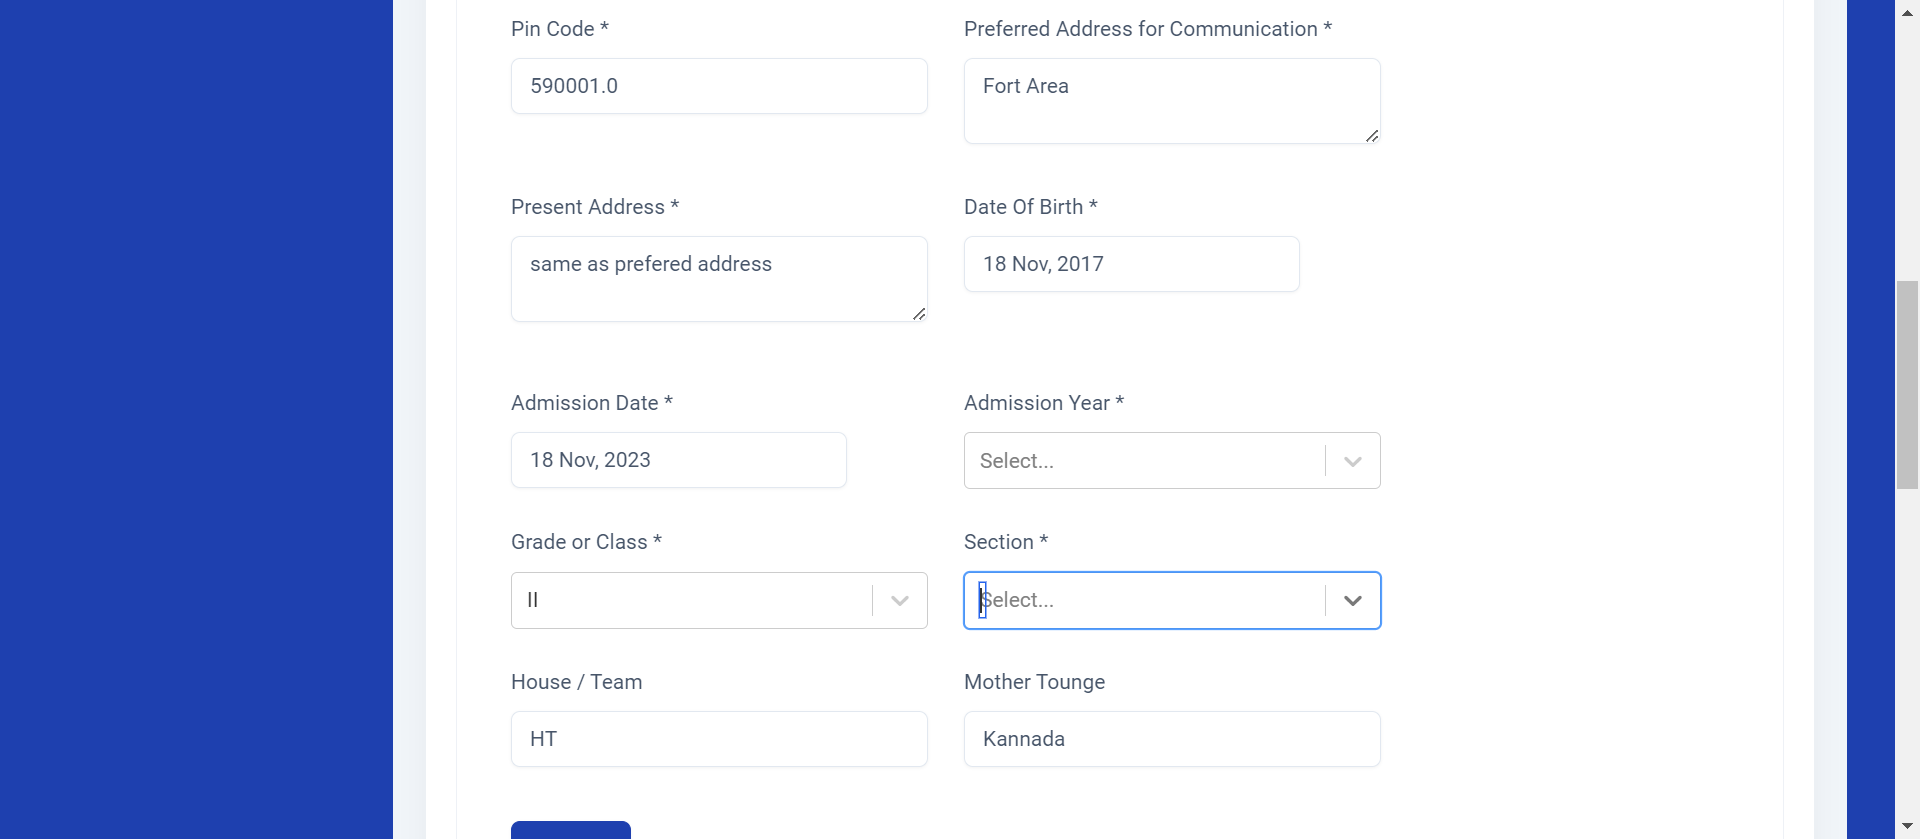 Pin Code *
Preferred Address for Communication *
590001.0
Fort Area
Present Address *
Date Of Birth *
same as prefered address
18 Nov, 2017
Admission Date *
Admission Year *
18 Nov, 2023
Select...
Grade or Class *
Section *
II
Select...
House / Team
Mother Tounge
HT
Kannada